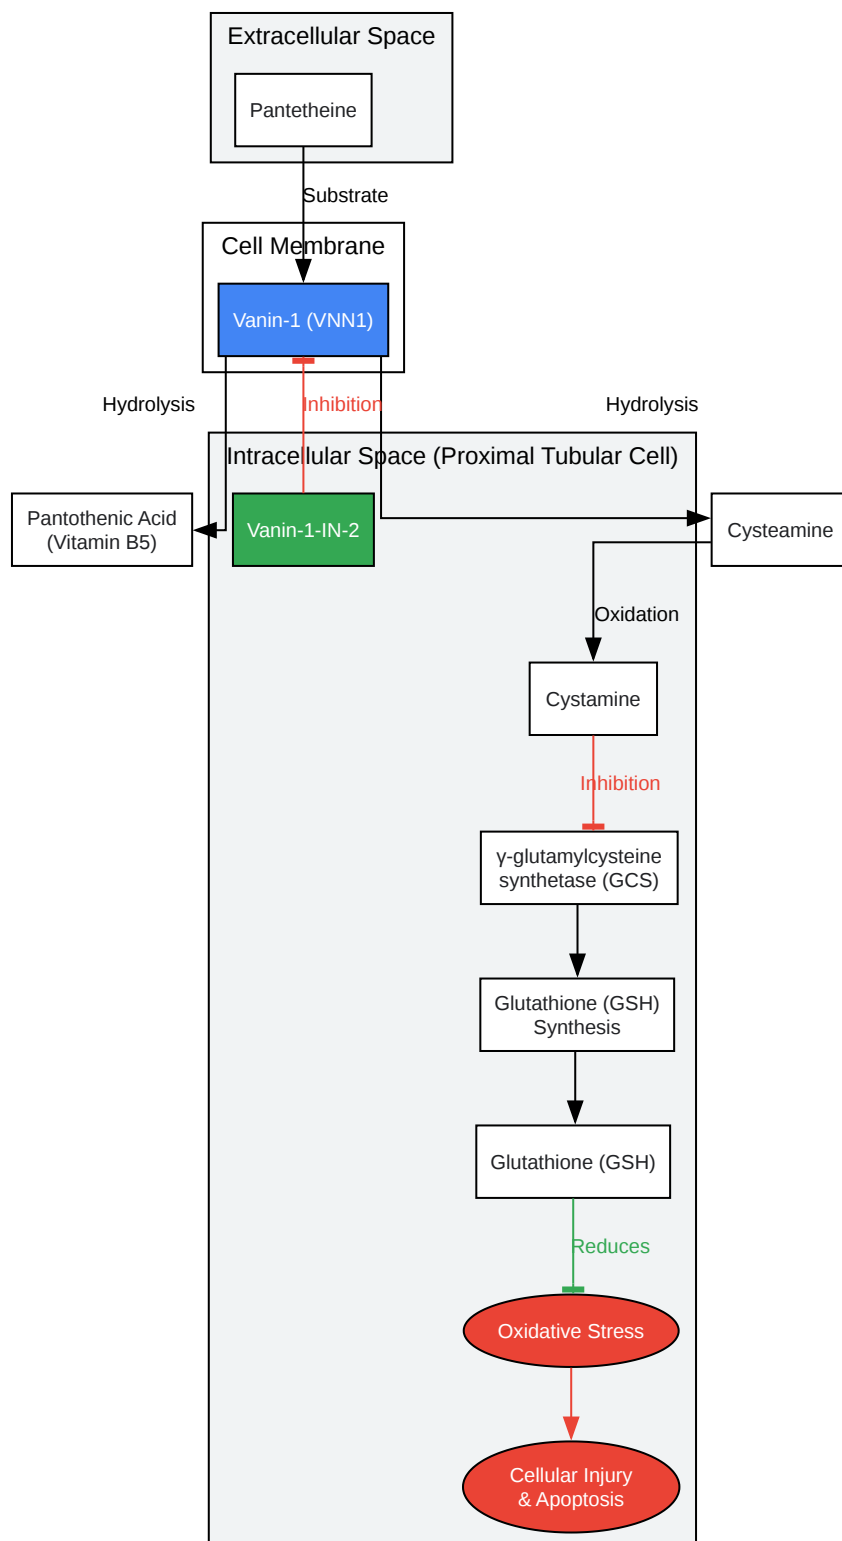 Extracellular Space
Pantetheine
Substrate
Cell Membrane
Vanin-1 (VNN1)
Hydrolysis
Inhibition
Hydrolysis
Intracellular Space (Proximal Tubular Cell)
Pantothenic Acid
(Vitamin B5)
Vanin-1-IN-2
Cysteamine
Oxidation
Cystamine
Inhibition
γ-glutamylcysteine
synthetase (GCS)
Glutathione (GSH)
Synthesis
Glutathione (GSH)
Reduces
Oxidative Stress
Cellular Injury
& Apoptosis